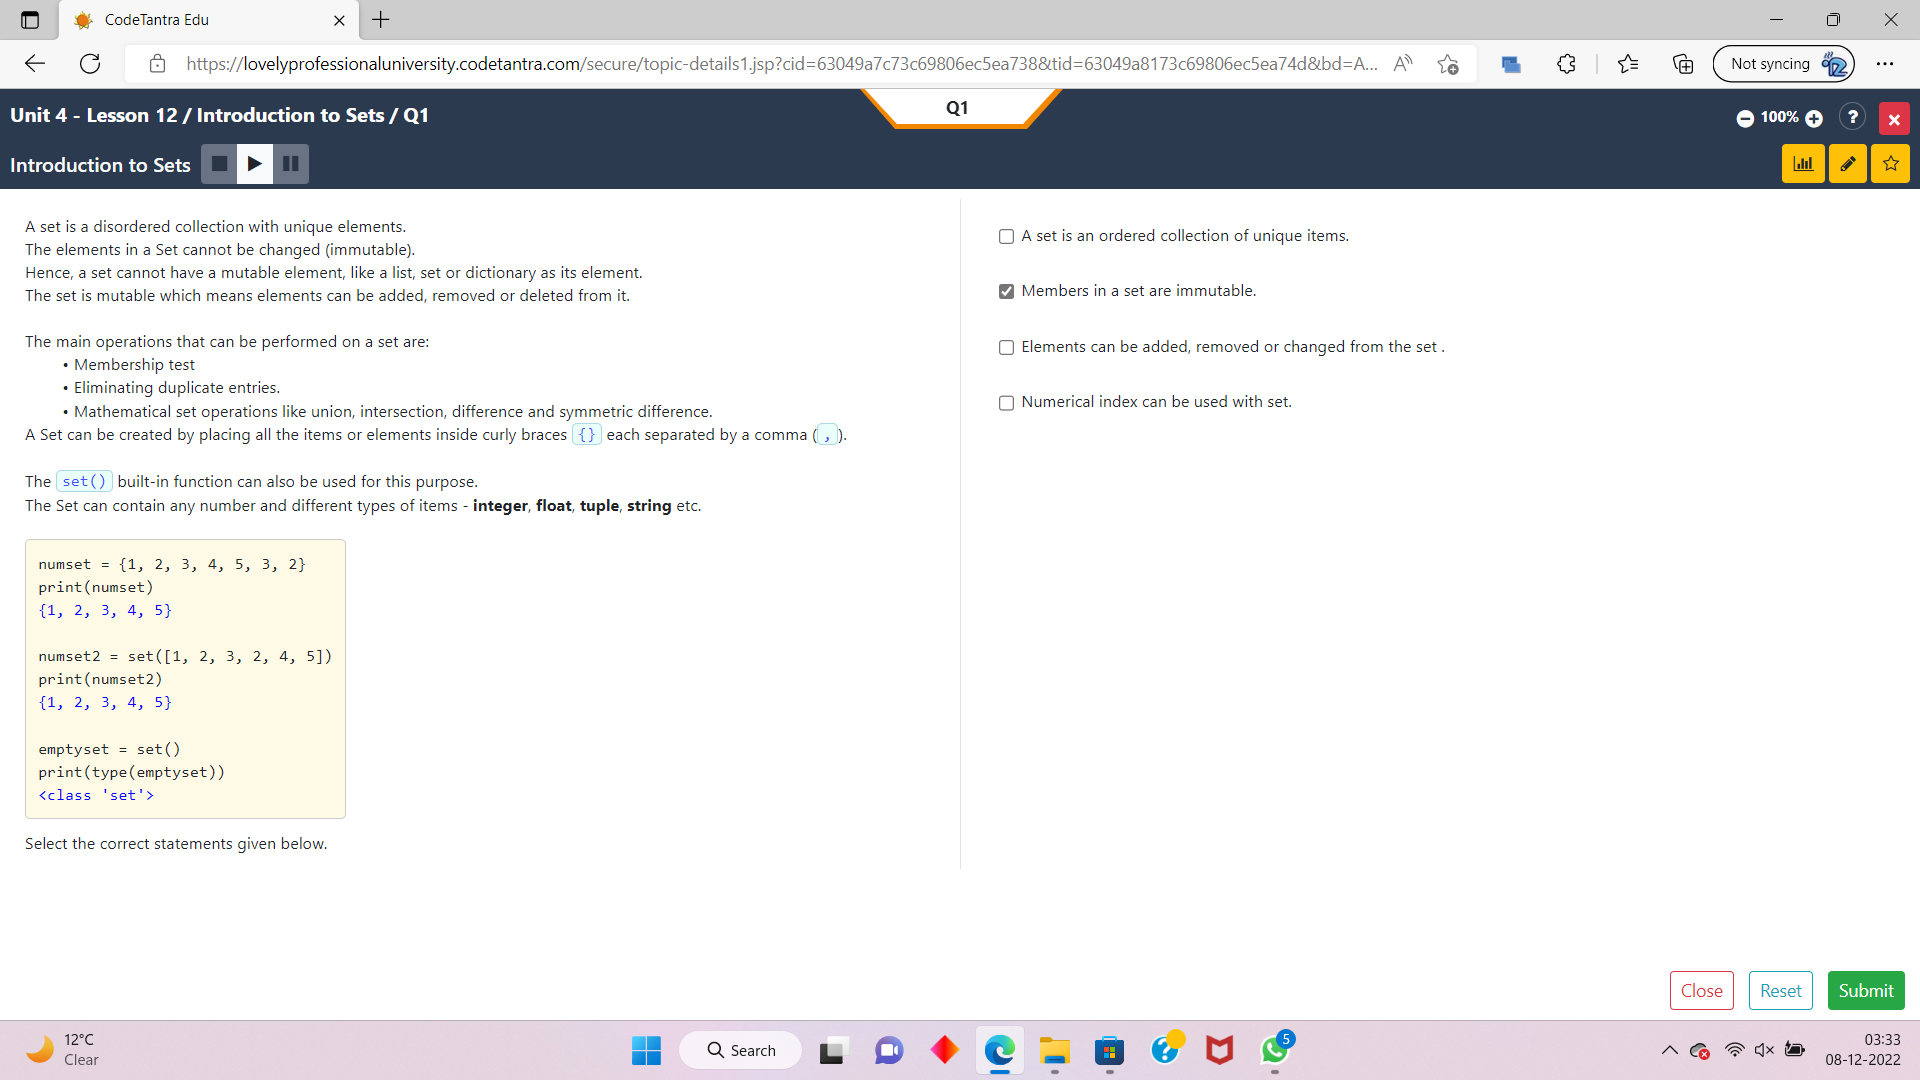 CodeTantra Edu
https://lovelyprofessionaluniversity.codetantra.com/secure/topic-details1.jsp?cid=63049a7c73c69806ec5ea738&tid=63049a8173c69806ec5ea74d&bd=A...
Not syncing
Unit 4 - Lesson 12 / Introduction to Sets / Q1
Q1
100%
?
Introduction to Sets
A set is a disordered collection with unique elements.
The elements in a Set cannot be changed (immutable).
Hence, a set cannot have a mutable element, like a list, set or dictionary as its element.
The set is mutable which means elements can be added, removed or deleted from it.
The main operations that can be performed on a set are:
• Membership test
• Eliminating duplicate entries.
• Mathematical set operations like union, intersection, difference and symmetric difference.
A Set can be created by placing all the items or elements inside curly braces {} each separated by a comma (,).
The set() built-in function can also be used for this purpose.
The Set can contain any number and different types of items - integer, float, tuple, string etc.
numset = {1, 2, 3, 4, 5, 3, 2}
print(numset)
{1, 2, 3, 4, 5}
numset2 = set([1, 2, 3, 2, 4, 5])
print(numset2)
{1, 2, 3, 4, 5}
emptyset = set()
print(type(emptyset))
<class 'set'>
Select the correct statements given below.
A set is an ordered collection of unique items.
Members in a set are immutable.
Elements can be added, removed or changed from the set .
Numerical index can be used with set.
Close
Reset
Submit
12°C
Clear
Search
5
03:33
08-12-2022